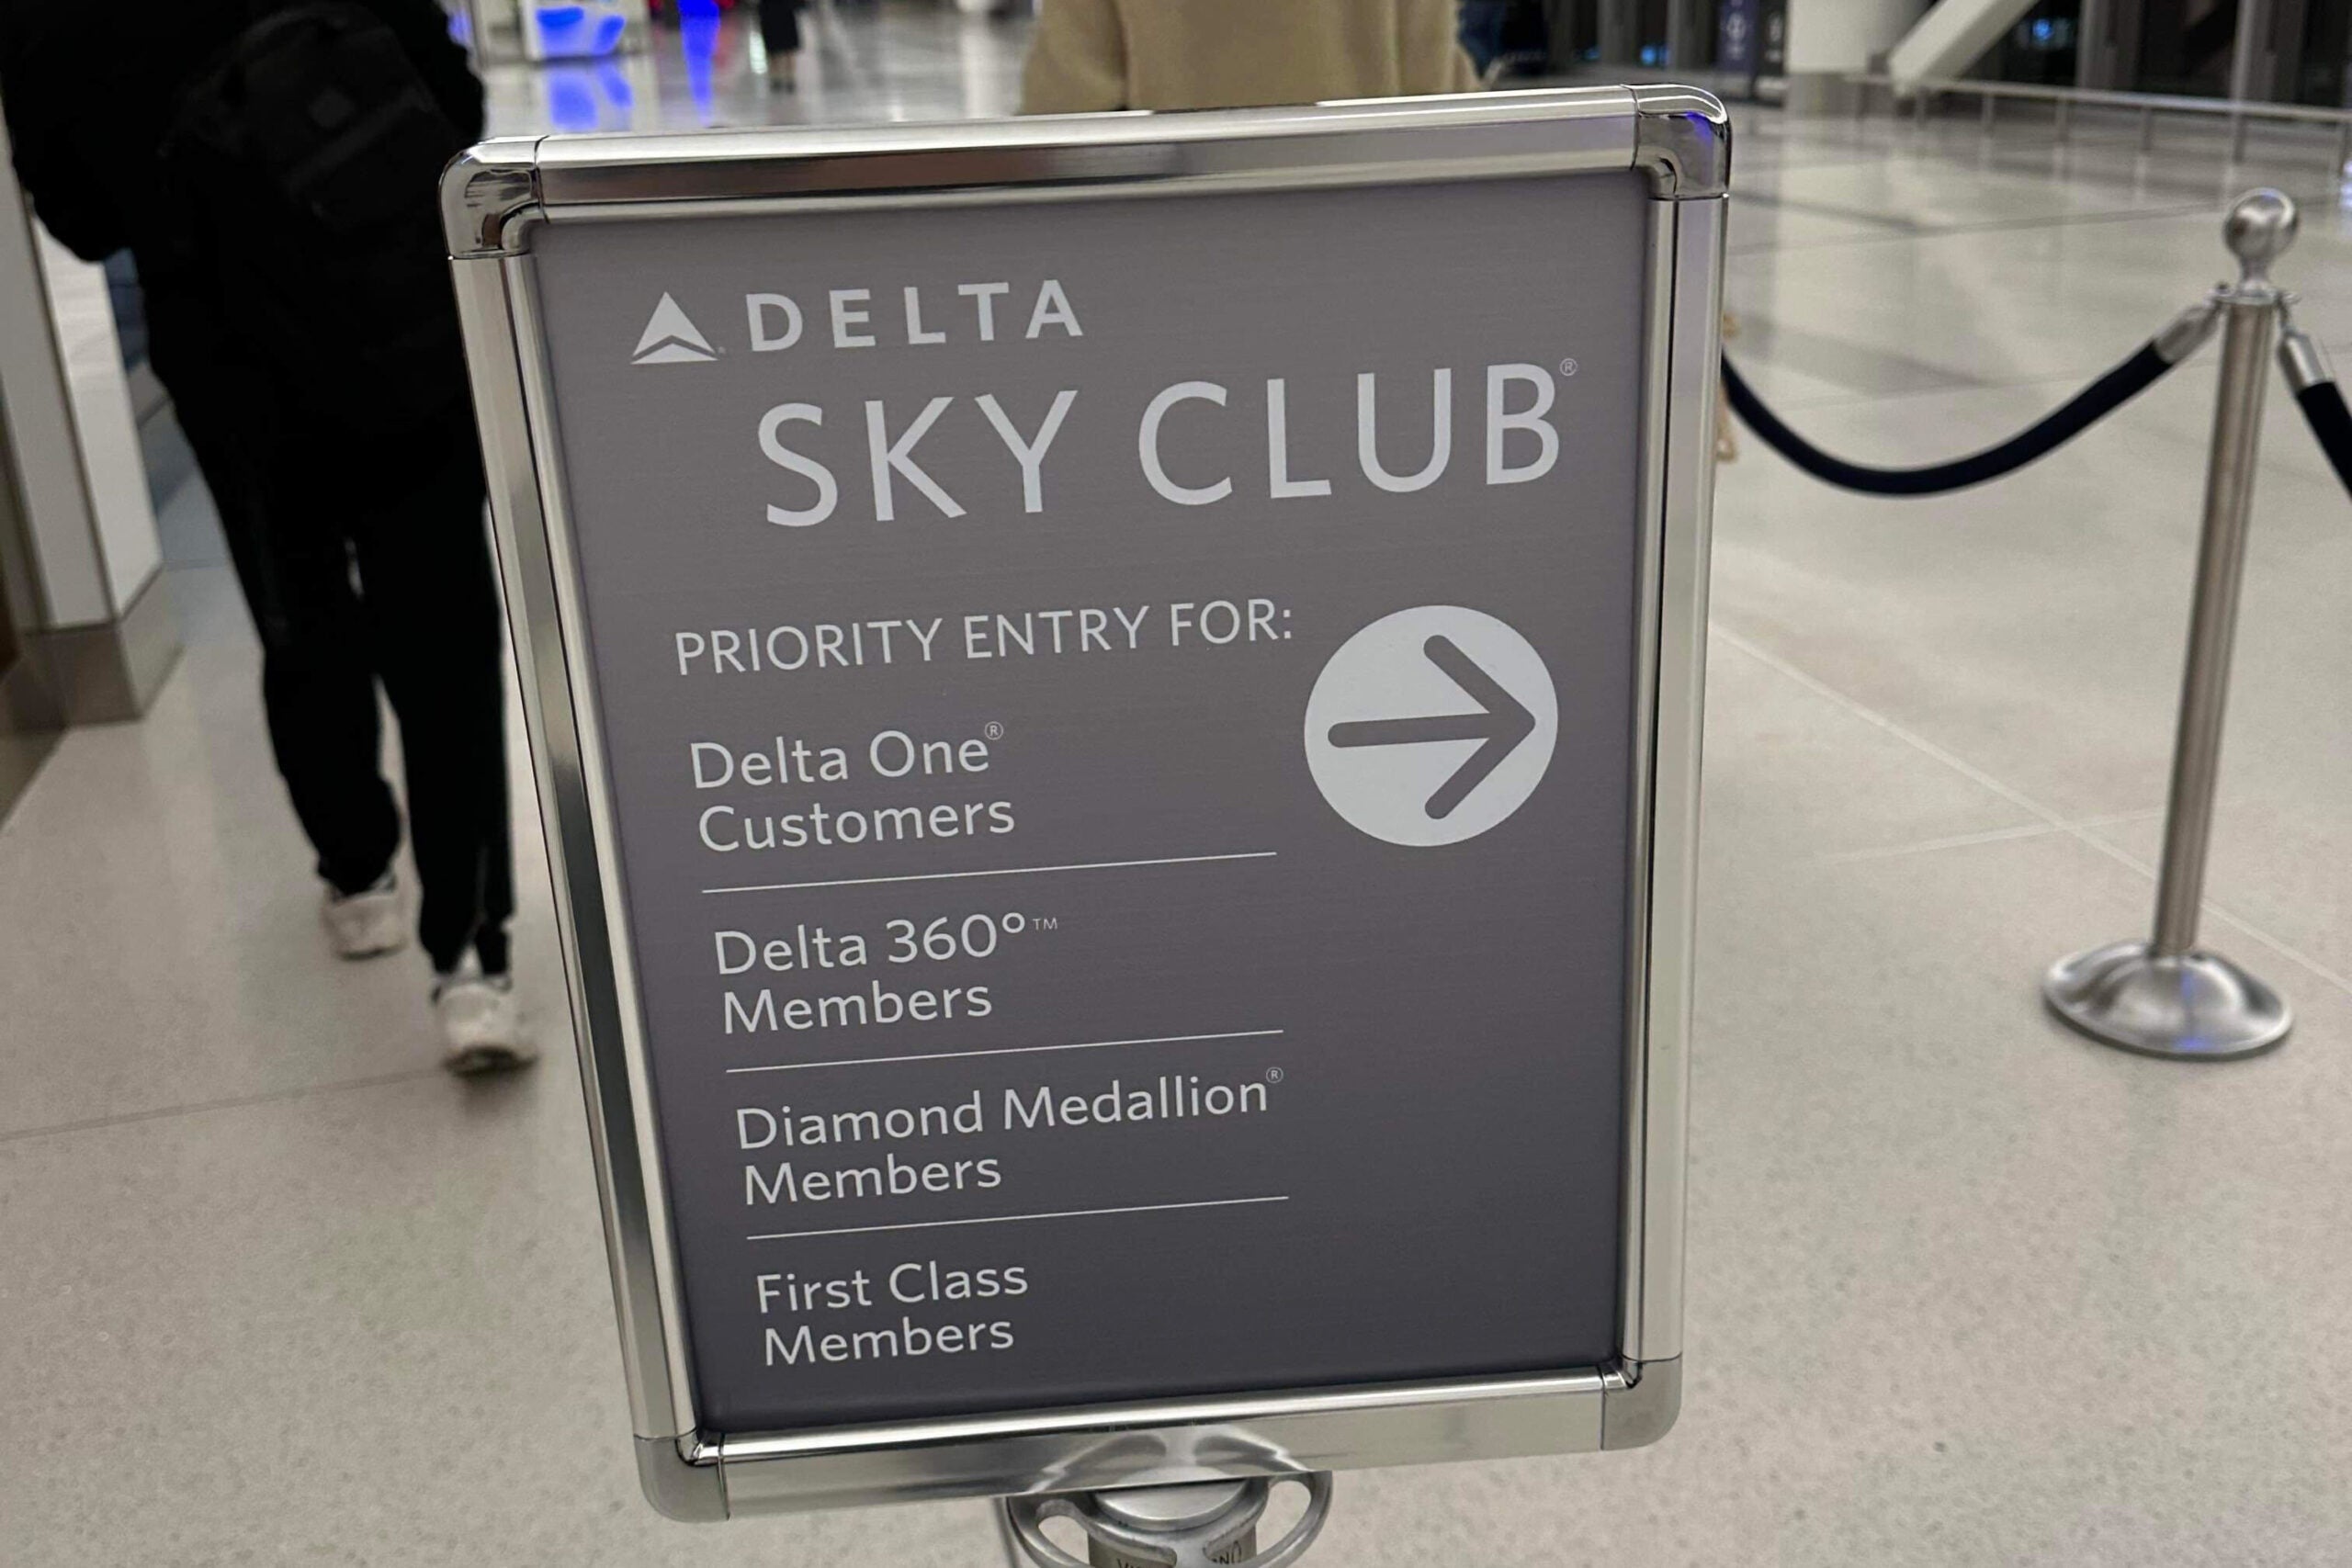 DELTA
SKY CLUB®
PRIORITY ENTRY FOR:
Delta One®
Customers
Delta 360°™
Members
Diamond Medallion®
Members
First Class
Members